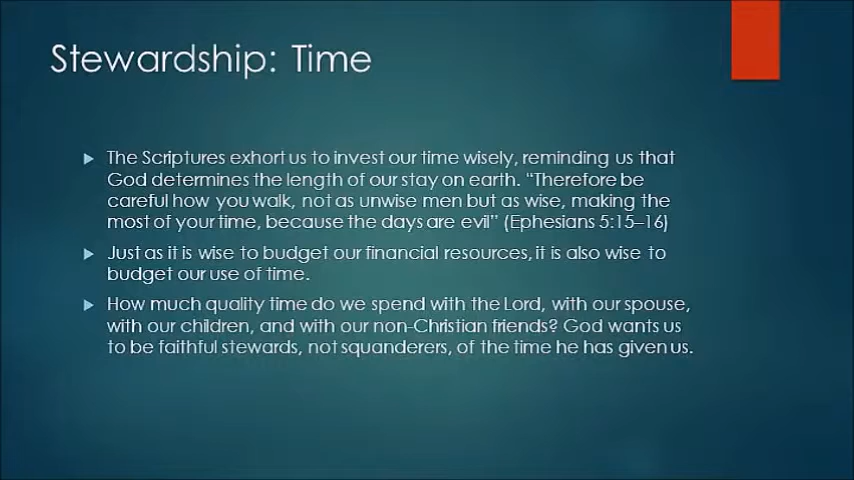 Stewardship: Time
The Scriptures exhort us to invest our time wisely, reminding us that
God determines the length of our stay on earth. “Therefore be
careful how you walk, not as unwise men but as wise, making the
most of your time, because the days are evil” (Ephesians 5:15–16)
Just as it is wise to budget our financial resources, it is also wise to
budget our use of time.
How much quality time do we spend with the Lord, with our spouse,
with our children, and with our non-Christian friends? God wants us
to be faithful stewards, not squanderers, of the time he has given us.